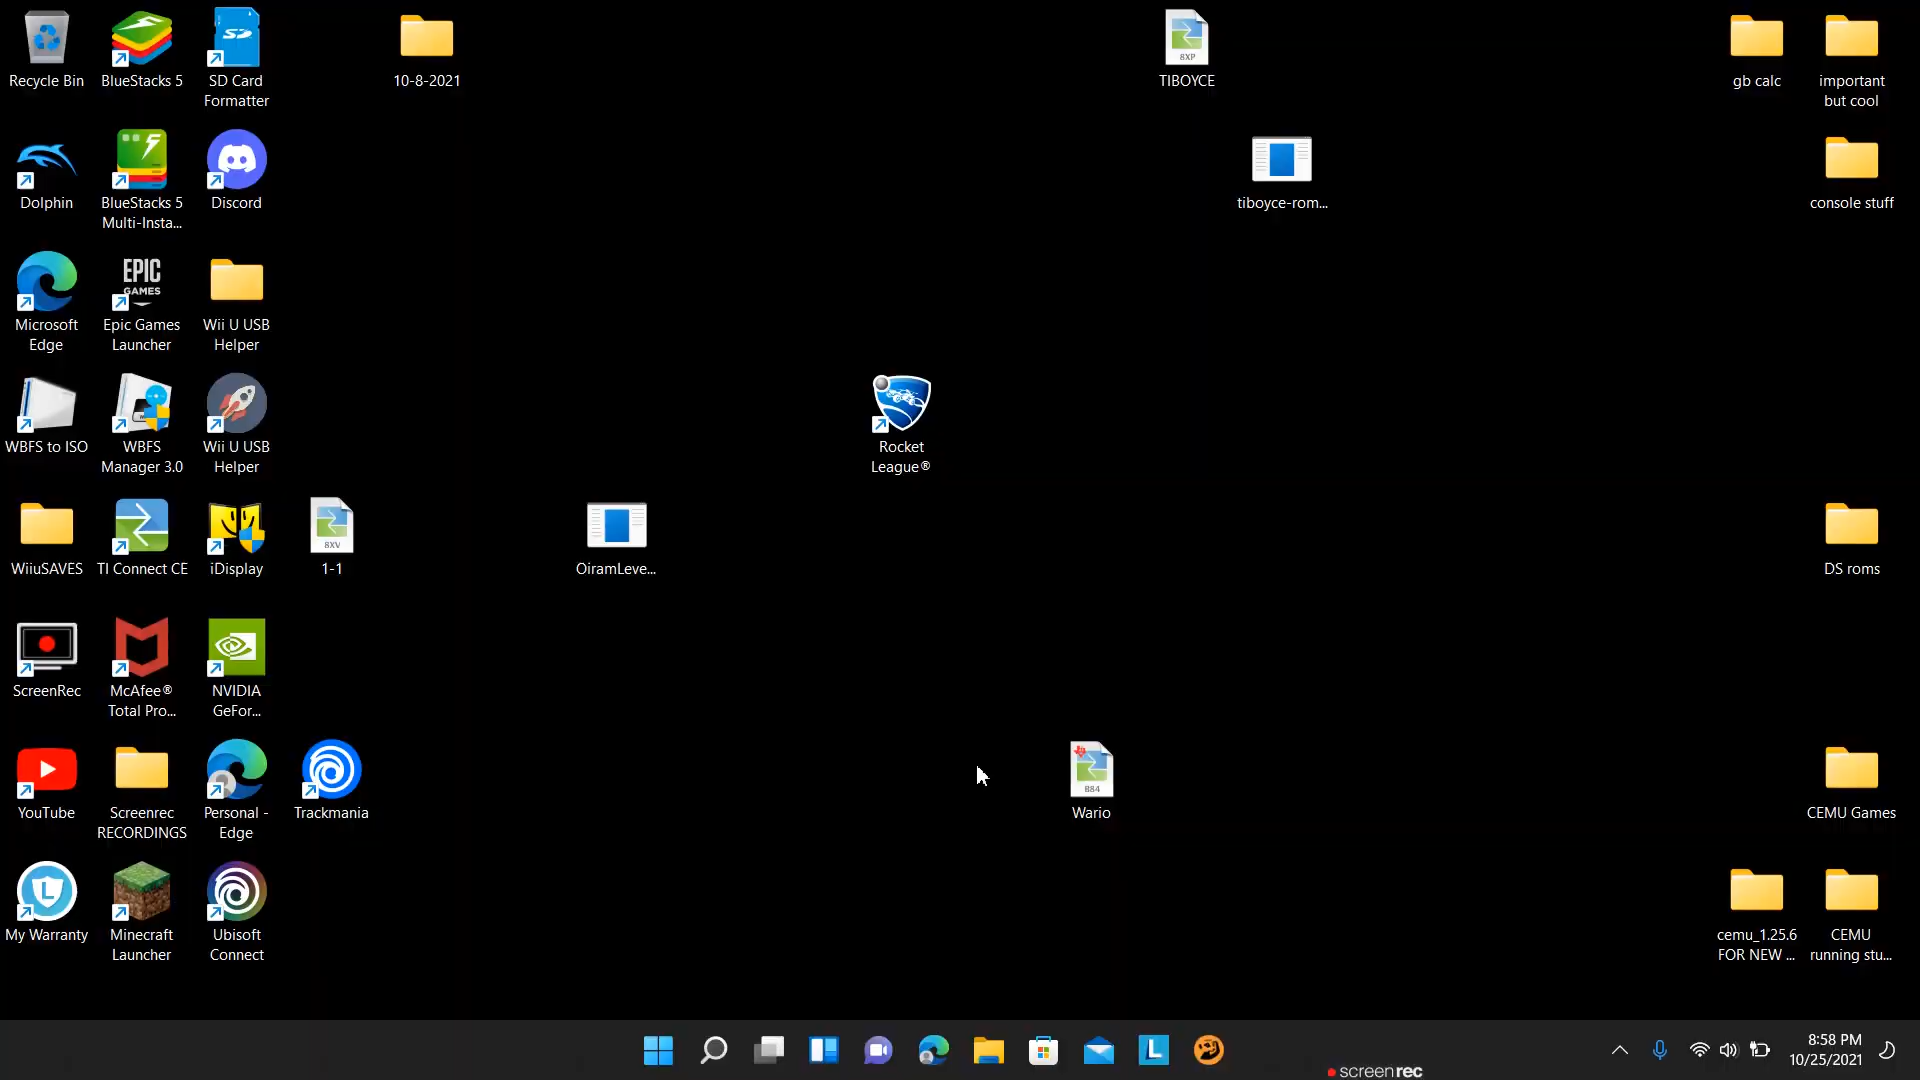 Recycle Bin
BlueStacks 5
SD
SD Card
Formatter
10-8-2021
8XP
TIBOYCE
gb calc
important
but cool
Dolphin
BlueStacks 5
Multi-Insta...
Discord
tiboyce-rom...
console stuff
Microsoft
Edge
EPIC
GAMES
Epic Games
Launcher
Wii U USB
Helper
WBFS to ISO
WBFS
Manager 3.0
Wii U USB
Helper
Rocket
League®
WiiuSAVES
TI Connect CE
iDisplay
8XV
1-1
OiramLeve...
DS roms
ScreenRec
McAfee®
Total Pro...
NVIDIA
GeFor...
YouTube
Screenrec
RECORDINGS
Personal -
Edge
Trackmania
B84
Wario
CEMU Games
L
My Warranty
Minecraft
Launcher
Ubisoft
Connect
cemu_1.25.6
FOR NEW ...
CEMU
running stu...
L
8:58 PM
10/25/2021
screenrec